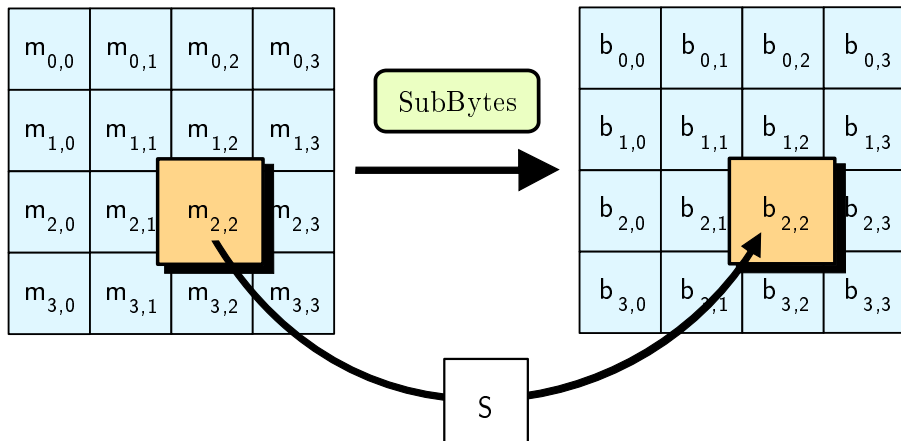 m0,0 m0,1 m0,2 m0,3 b0,0 b0,1 b0,2 b0,3
SubBytes
m1,0 m1,1 m1,2 m1,3 b1,0 b1,1 b1,2 b1,3
m2,0 m2,1 m2,2 m2,3 b2,0 b2,1 b2,2 b2,3
m3,0 m3,1 m3,2 m3,3 b3,0 b3,1 b3,2 b3,3
S